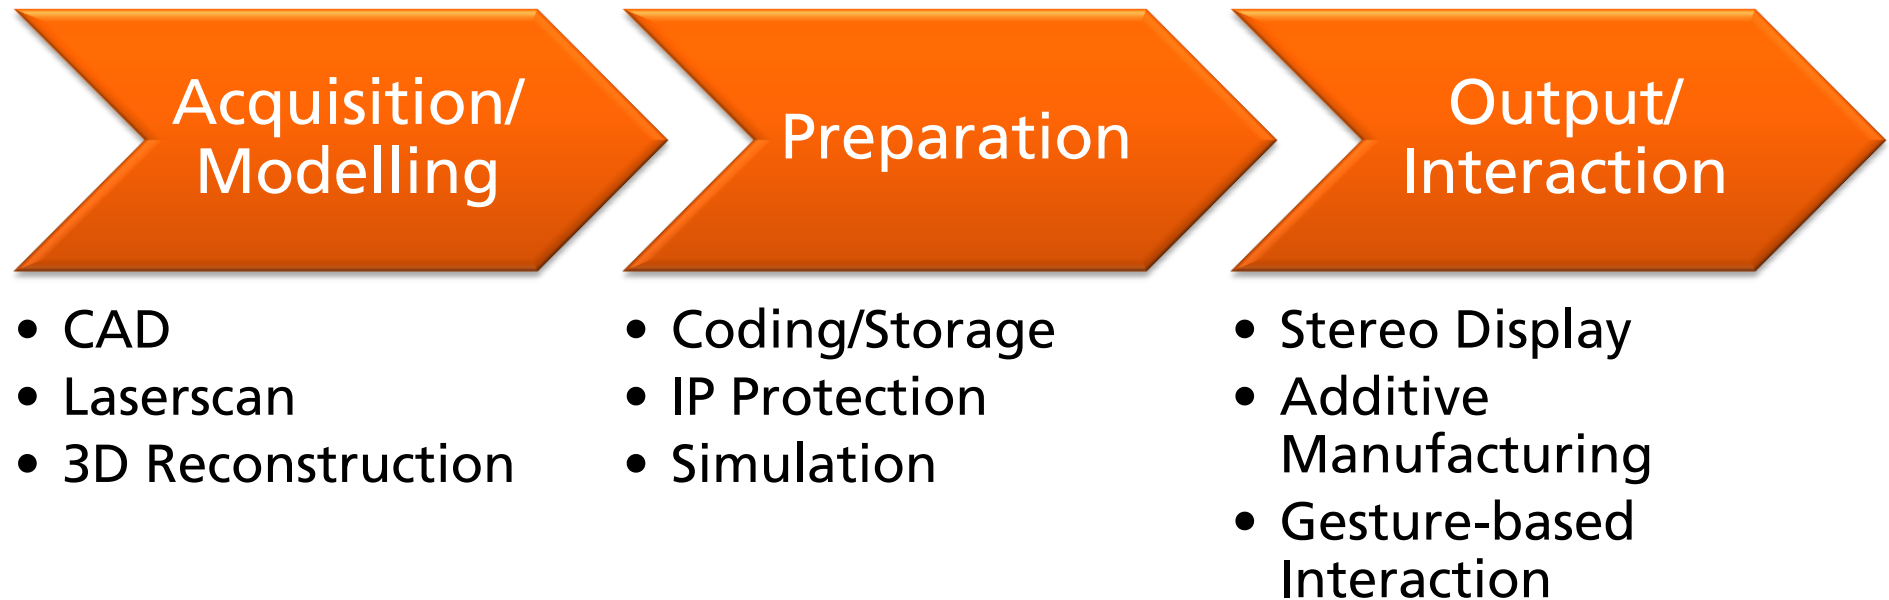 Acquisition/
Modelling
• CAD
• Laserscan
• 3D Reconstruction
Preparation
• Coding/Storage
• IP Protection
• Simulation
Output/
Interaction
• Stereo Display
• Additive
Manufacturing
• Gesture-based
Interaction